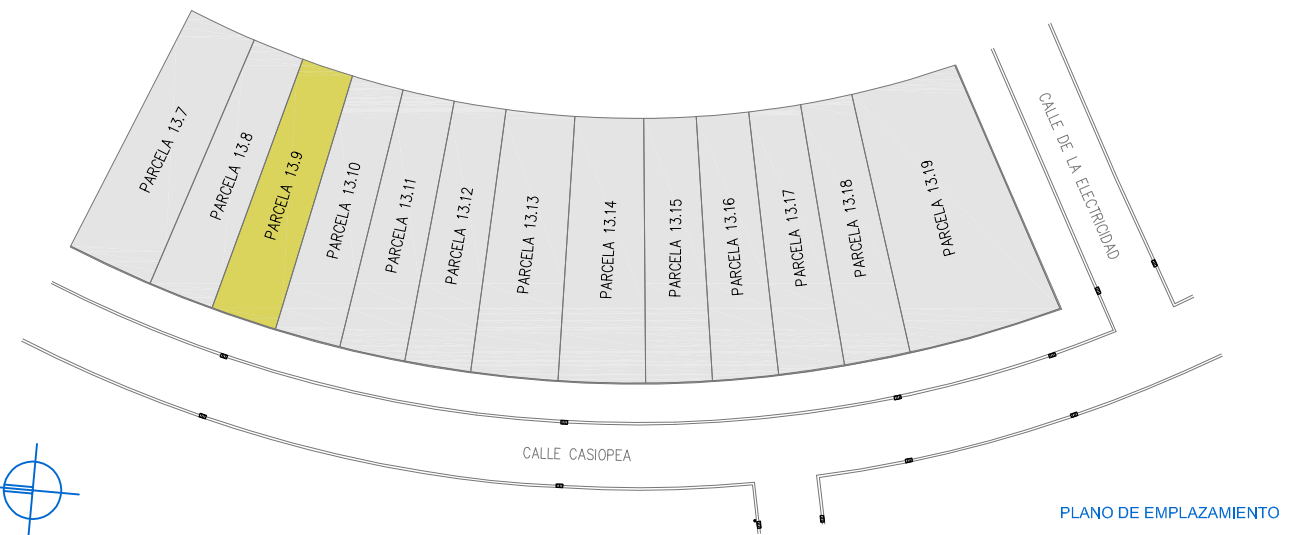 PARCELA 13.7
PARCELA 13.8
PARCELA 13.9
PARCELA 13.10
PARCELA 13.11
PARCELA 13.12
PARCELA 13.13
PARCELA 13.14
PARCELA 13.15
PARCELA 13.16
PARCELA 13.17
PARCELA 13.18
PARCELA 13.19
CALLE DE LA ELECTRICIDAD
CALLE CASIOPEA
PLANO DE EMPLAZAMIENTO